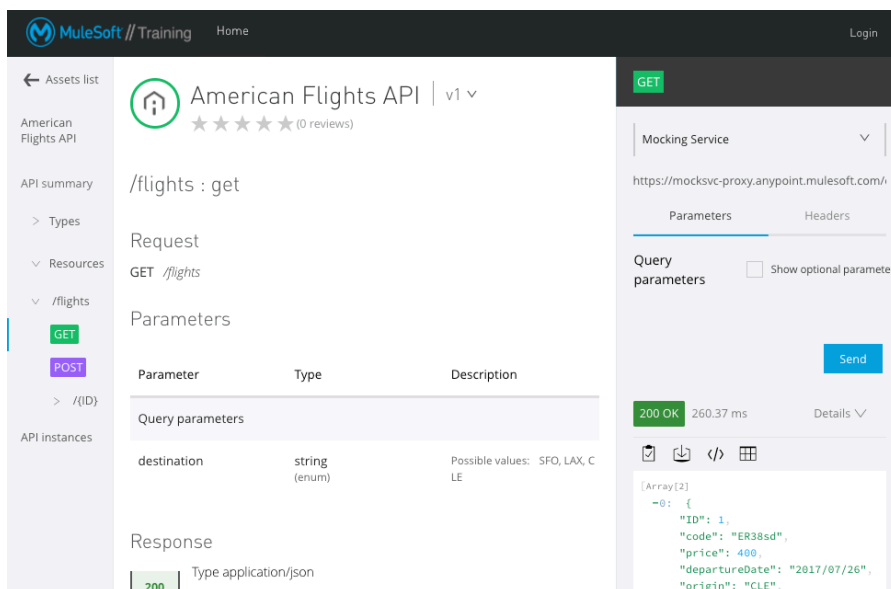 MuleSoft // Training
Home
Login
Assets list
American
Flights API
API summary
Types
Resources
/flights
GET
POST
/{ID}
API instances
American Flights API
v1
(0 reviews)
/flights : get
Request
GET /flights
Parameters
Parameter Type Description
Query parameters
destination string Possible values: SFO, LAX, C
(enum) LE
Response
200 Type application/json
GET
Mocking Service
https://mocksvc-proxy.anypoint.mulesoft.com/
Parameters Headers
Query
parameters
Show optional paramete
Send
200 OK 260.37 ms Details
[Array[2]
-0: {
"ID": 1,
"code": "ER38sd",
"price": 400,
"departureDate": "2017/07/26",
"origin": "CLE",